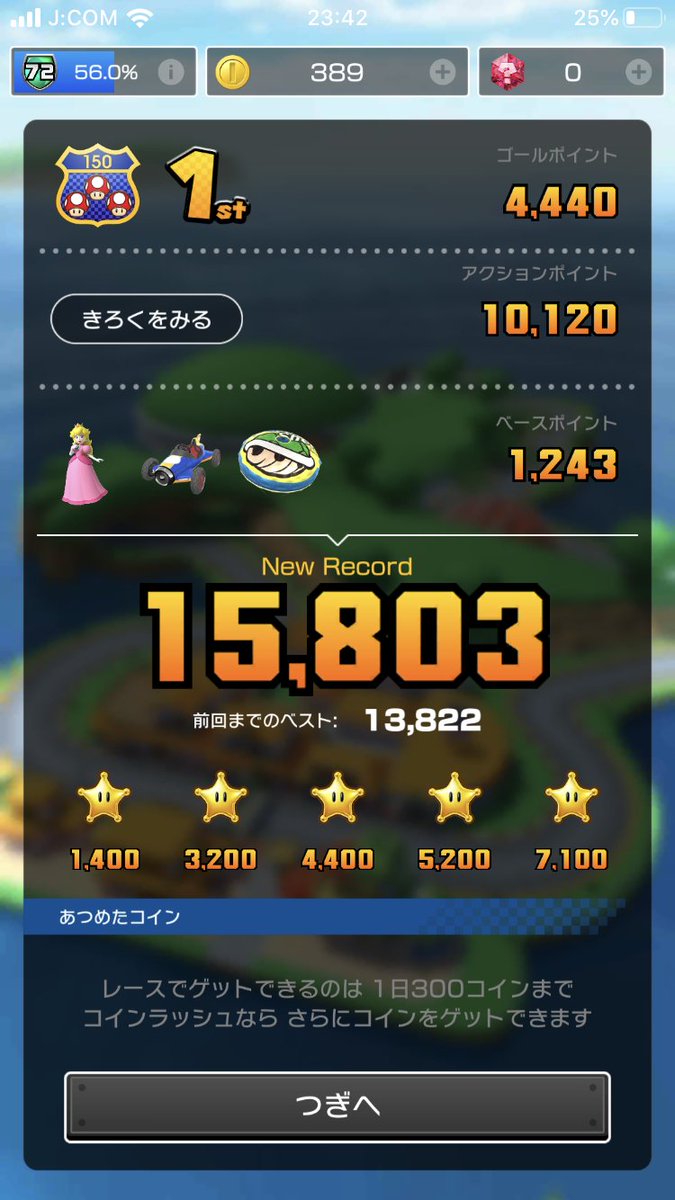 J:COM 23:42 25%
72 56.0% i 389 + ? 0 +
150
1st
ゴールポイント
4,440
アクションポイント
きろくをみる
10,120
ベースポイント
1,243
New Record
15,803
前回までのベスト: 13,822
1,400 3,200 4,400 5,200 7,100
あつめたコイン
レースでゲットできるのは 1日300コインまで
コインラッシュなら さらにコインをゲットできます
つぎへ